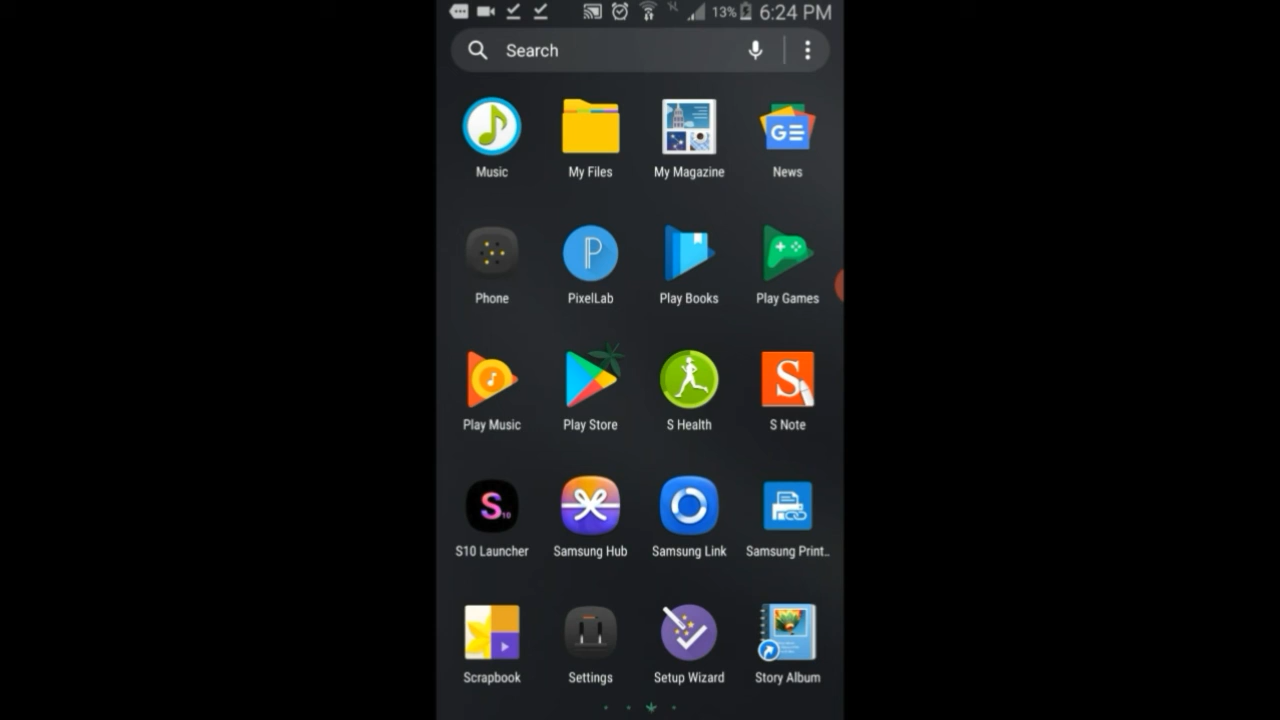 13% 6:24 PM
Search
Music My Files My Magazine News
Phone PixelLab Play Books Play Games
Play Music Play Store S Health S Note
S10 Launcher Samsung Hub Samsung Link Samsung Print..
Scrapbook Settings Setup Wizard Story Album